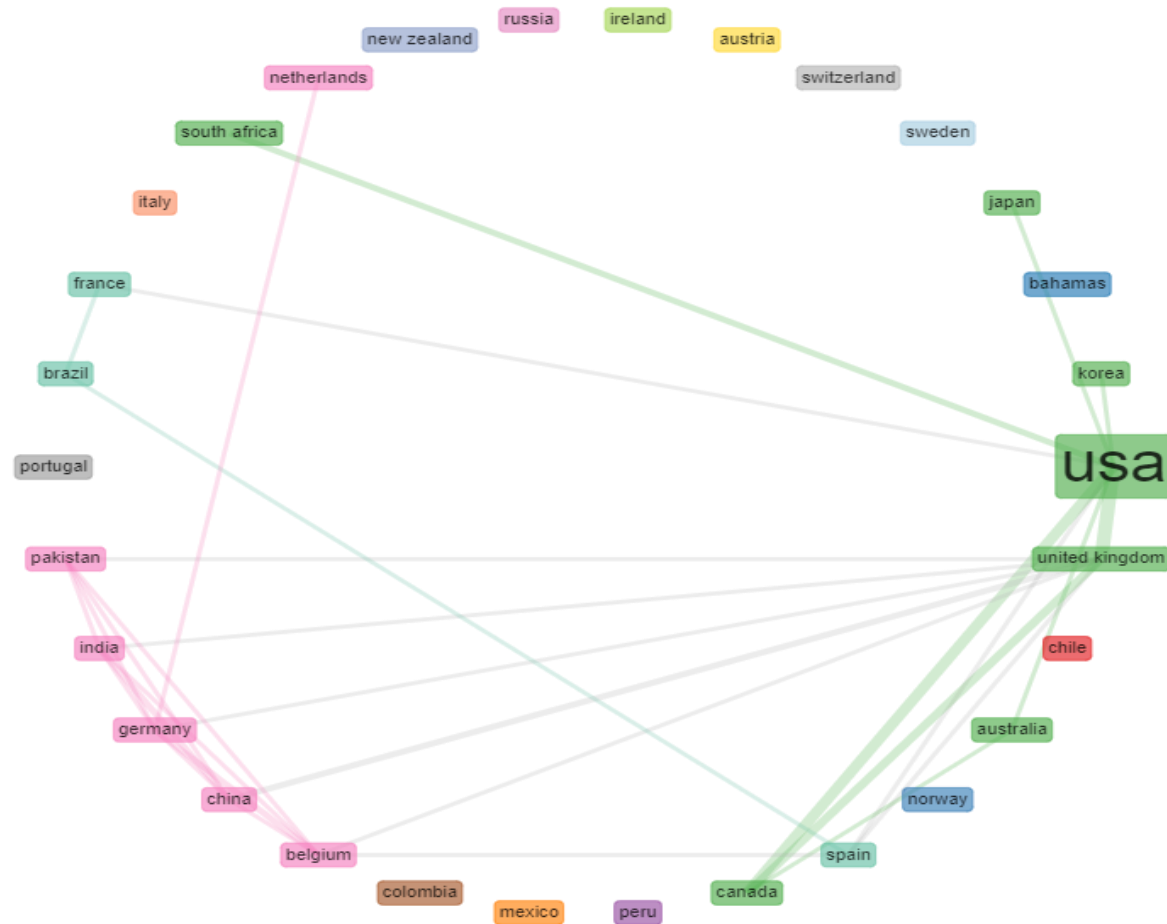 russia
ireland
new zealand
austria
netherlands
switzerland
south africa
sweden
italy
japan
france
bahamas
brazil
korea
usa
portugal
pakistan
united kingdom
india
chile
germany
australia
china
norway
belgium
spain
colombia
canada
mexico
peru